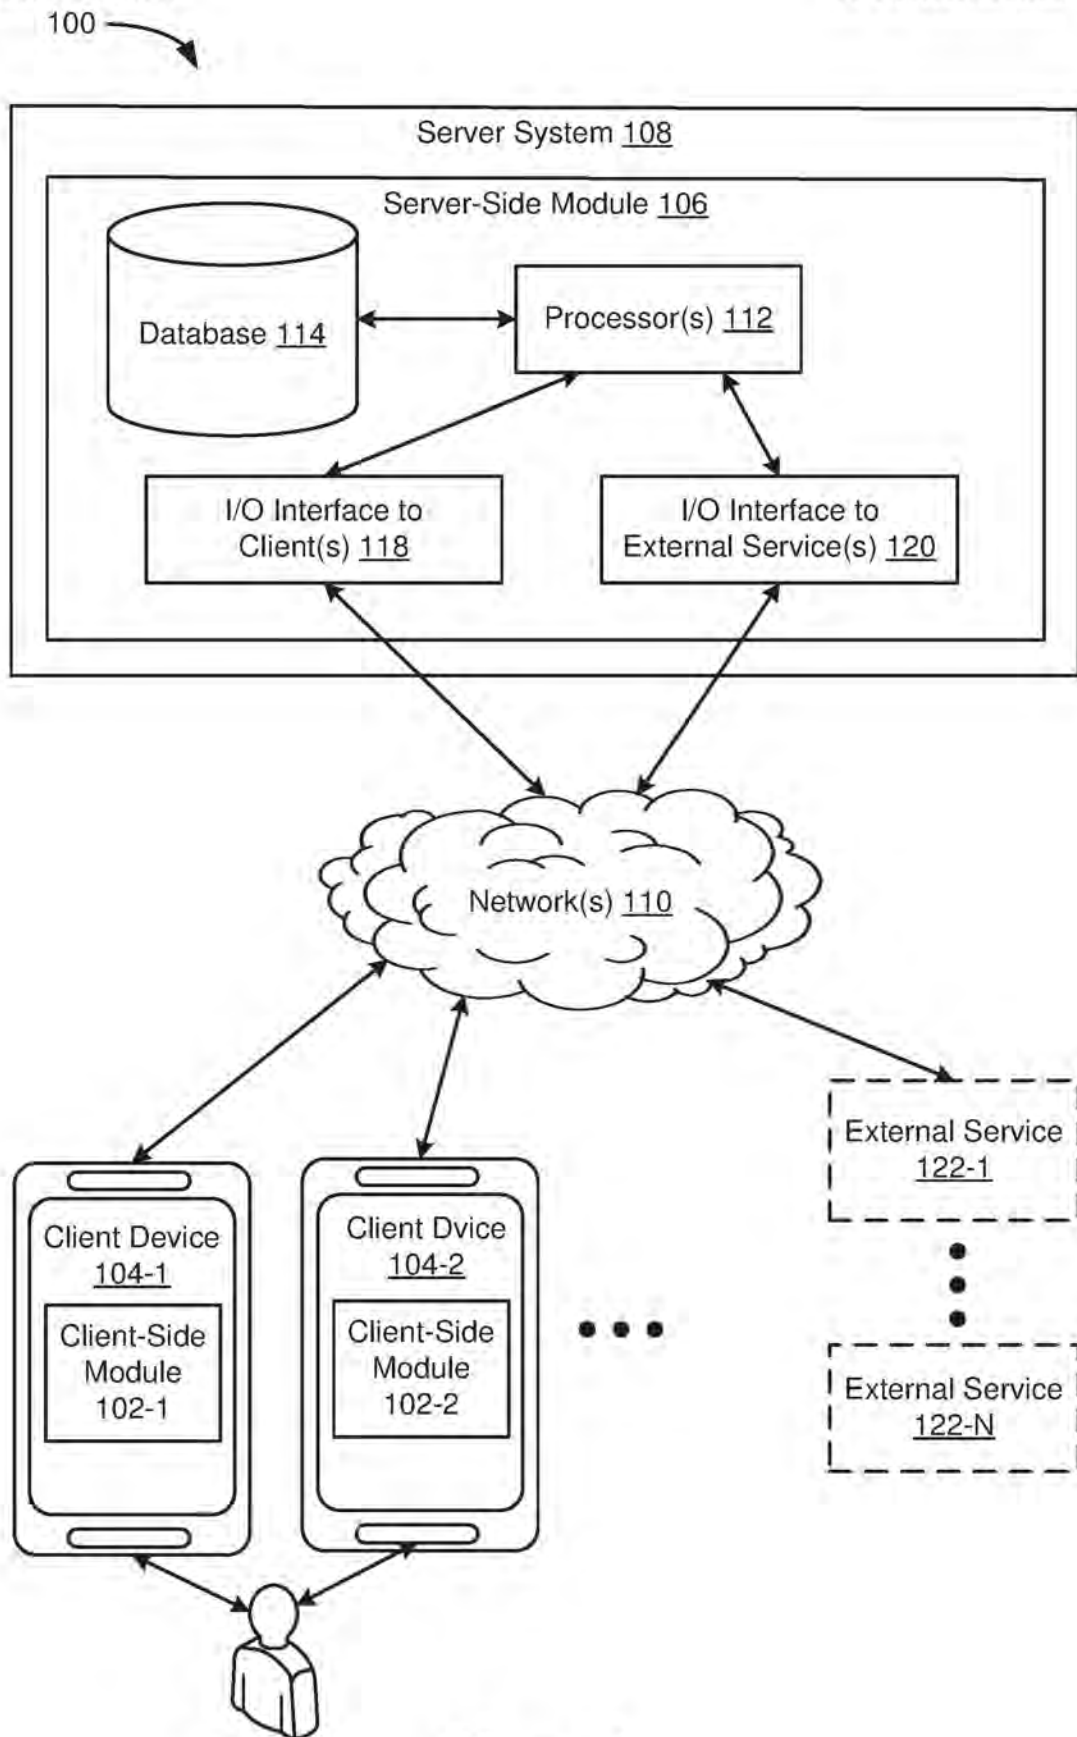 100
Server System 108
Server-Side Module 106
Database 114
Processor(s) 112
I/O Interface to
Client(s) 118
I/O Interface to
External Service(s) 120
Network(s) 110
External Service
122-1
Client Device
104-1
Client-Side
Module
102-1
Client Dvice
104-2
Client-Side
Module
102-2
External Service
122-N